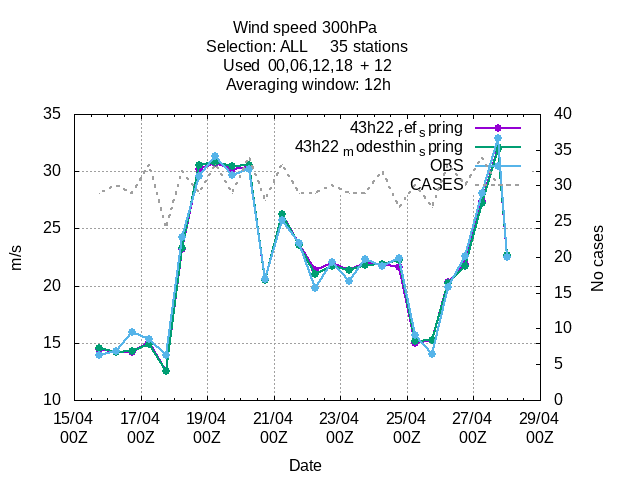 Wind speed 300hPa
Selection: ALL 35 stations
Used 00,06,12,18 + 12
Averaging window: 12h
35 40
43h22 ref spring
43h22 modesthin spring
OBS
CASES
35
30 30
25
25
20
20
15
15
10
5
10 0
m/s
No cases
15/04 17/04 19/04 21/04 23/04 25/04 27/04 29/04
00Z 00Z 00Z 00Z 00Z 00Z 00Z 00Z
Date